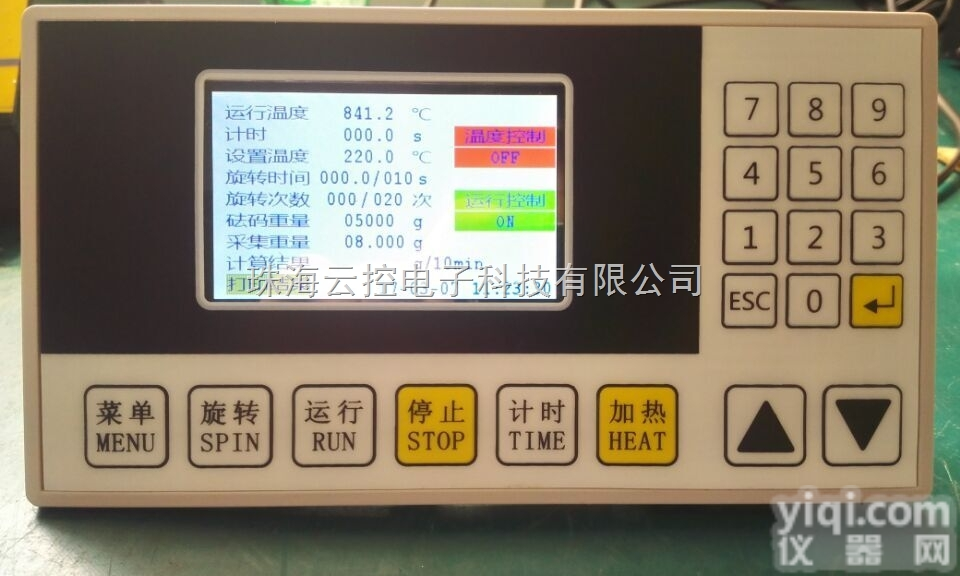 运行温度 841.2 ℃
计时 000.0 s
温度控制
OFF
设置温度 220.0 ℃
旋转时间 000.0/010 s
旋转次数 000/020 次
运行控制
ON
砝码重量 05000 g
采集重量 08.000 g
计算结果 g/10min
珠海云控电子科技有限公司
7 8 9
4 5 6
1 2 3
ESC 0
菜单 旋转 运行 停止 计时 加热
MENU SPIN RUN STOP TIME HEAT
yiqi.com
仪器网